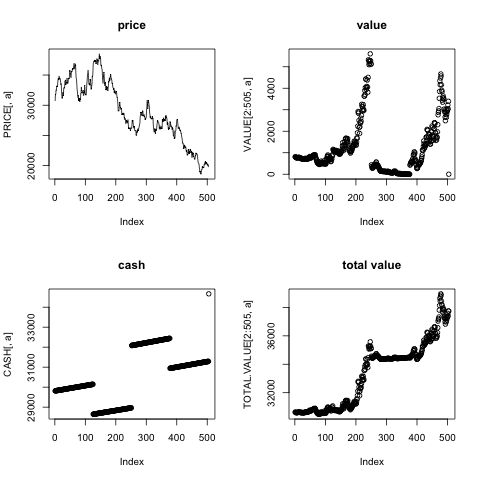 price
PRICE[, a]
20000
30000
0
100
200
300
400
500
Index
value
VALUE[2:505, a]
0
2000
4000
0
100
200
300
400
500
Index
cash
CASH[, a]
29000
31000
33000
0
100
200
300
400
500
Index
total value
TOTAL.VALUE[2:505, a]
32000
36000
0
100
200
300
400
500
Index